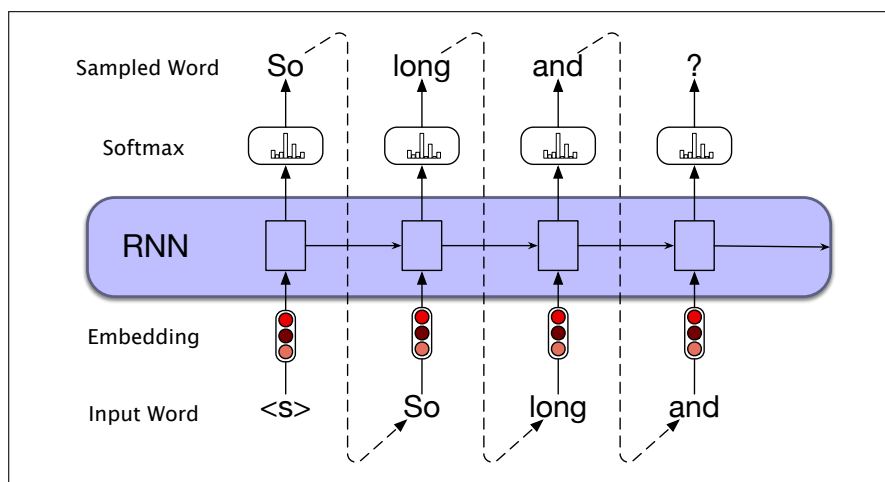 Sampled Word So long and ?
Softmax
RNN
Embedding
Input Word <s> So long and